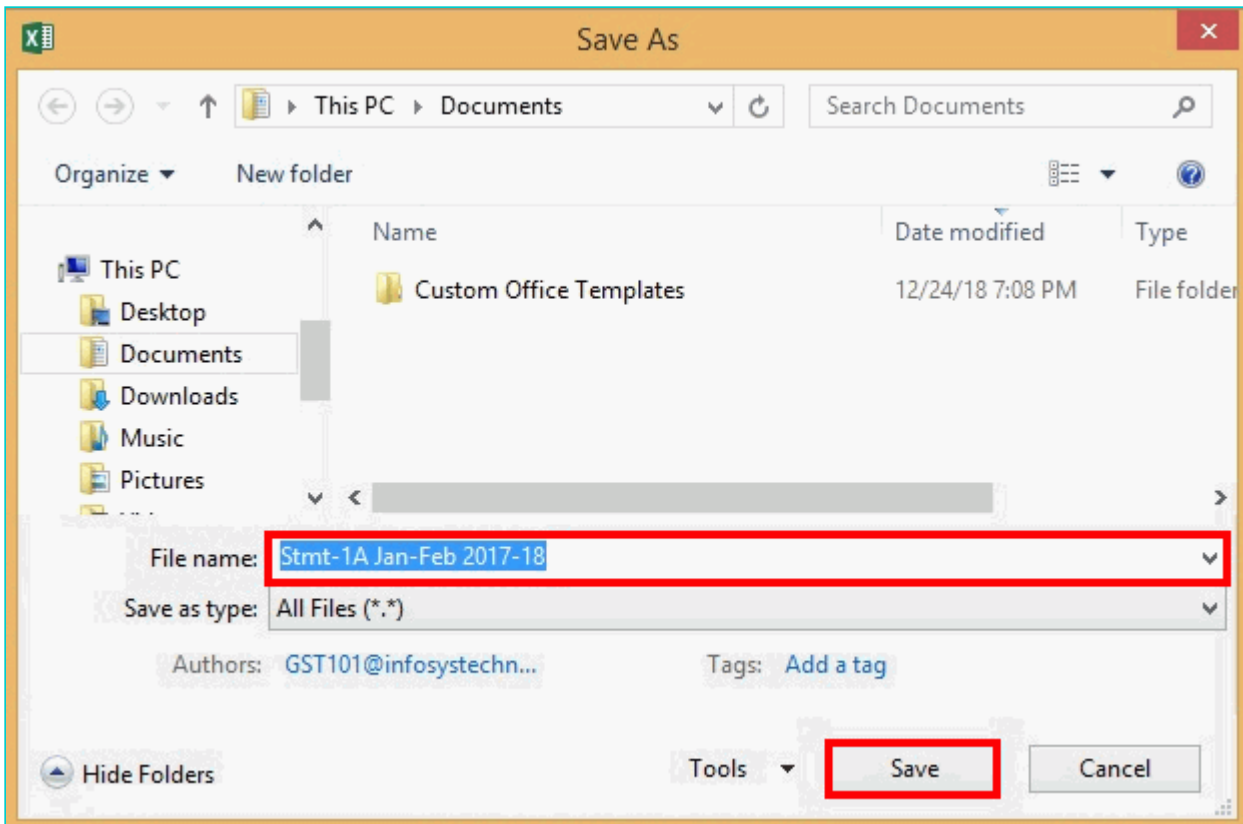 Save As
This PC Documents Search Documents
Organize New folder
Name Date modified Type
This PC
Custom Office Templates 12/24/18 7:08 PM File folder
Desktop
Documents
Downloads
Music
Pictures
File name: Stmt-1A Jan-Feb 2017-18
Save as type: All Files (*.*)
Authors: GST101@infosystechn... Tags: Add a tag
Hide Folders Tools Save Cancel